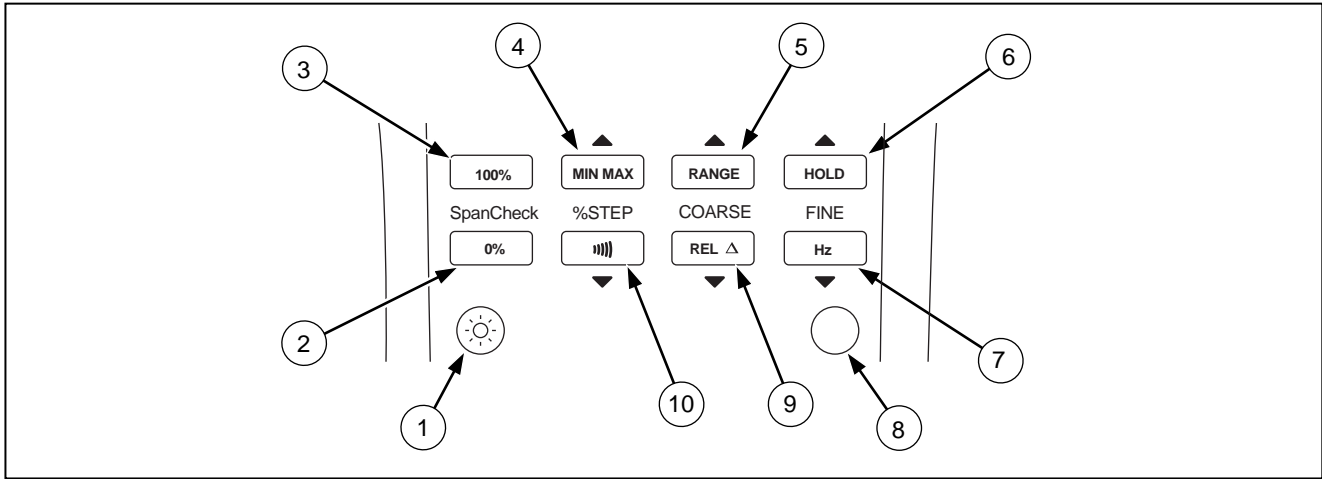 4
5
3
6
100%
MIN MAX
RANGE
HOLD
SpanCheck
%STEP
COARSE
FINE
0%
REL Δ
Hz
2
7
1
10
9
8